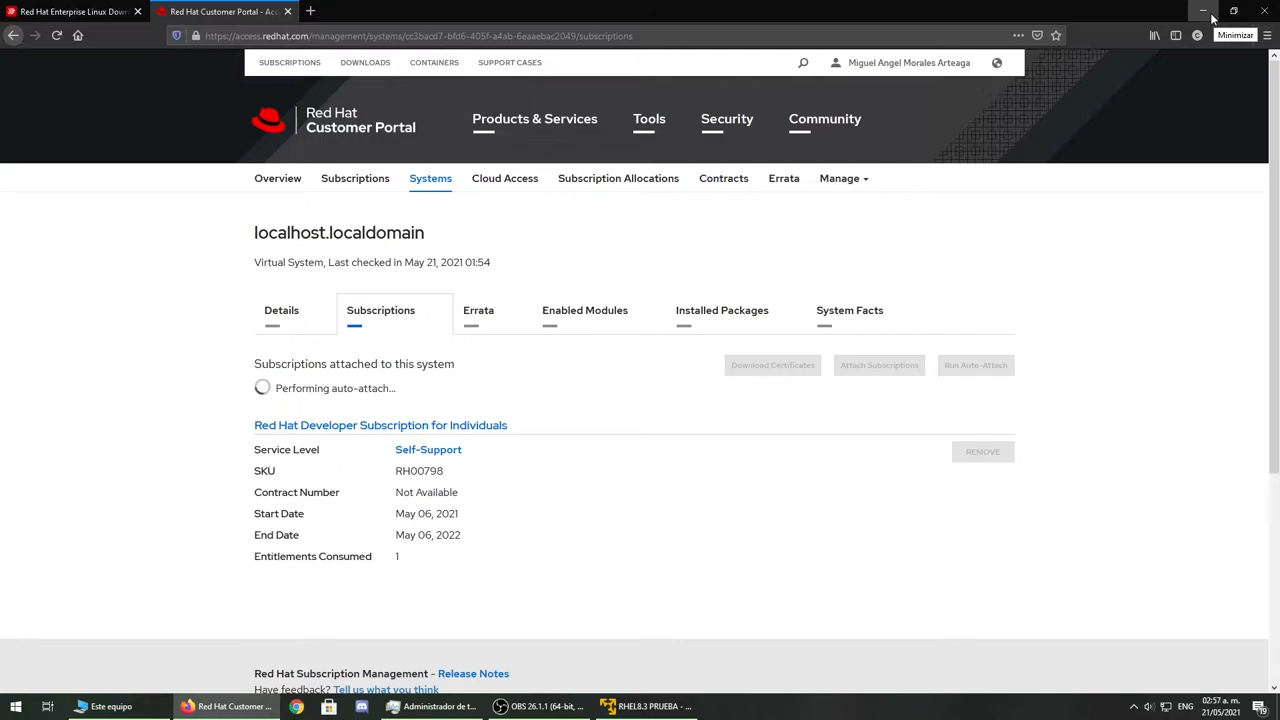 Red Hat Enterprise Linux Down
Red Hat Customer Portal - Acc
Minimizar
https://access.redhat.com/management/systems/cc3bacd7-bfd6-405f-a4ab-6eaaebac2049/subscriptions
SUBSCRIPTIONS DOWNLOADS CONTAINERS SUPPORT CASES Miguel Angel Morales Arteaga
Red Hat
Customer Portal
Products & Services Tools Security Community
Overview Subscriptions Systems Cloud Access Subscription Allocations Contracts Errata Manage
localhost.localdomain
Virtual System, Last checked in May 21, 2021 01:54
Details Subscriptions Errata Enabled Modules Installed Packages System Facts
Subscriptions attached to this system Download Certificates Attach Subscriptions Run Auto-Attach
Performing auto-attach...
Red Hat Developer Subscription for Individuals
Service Level Self-Support REMOVE
SKU RH00798
Contract Number Not Available
Start Date May 06, 2021
End Date May 06, 2022
Entitlements Consumed 1
Red Hat Subscription Management - Release Notes
Have feedback? Tell us what you think
Este equipo Red Hat Customer ... Administrador de t... OBS 26.1.1 (64-bit, ... RHEL8.3 PRUEBA - ... ENG 02:57 a. m.
21/05/2021